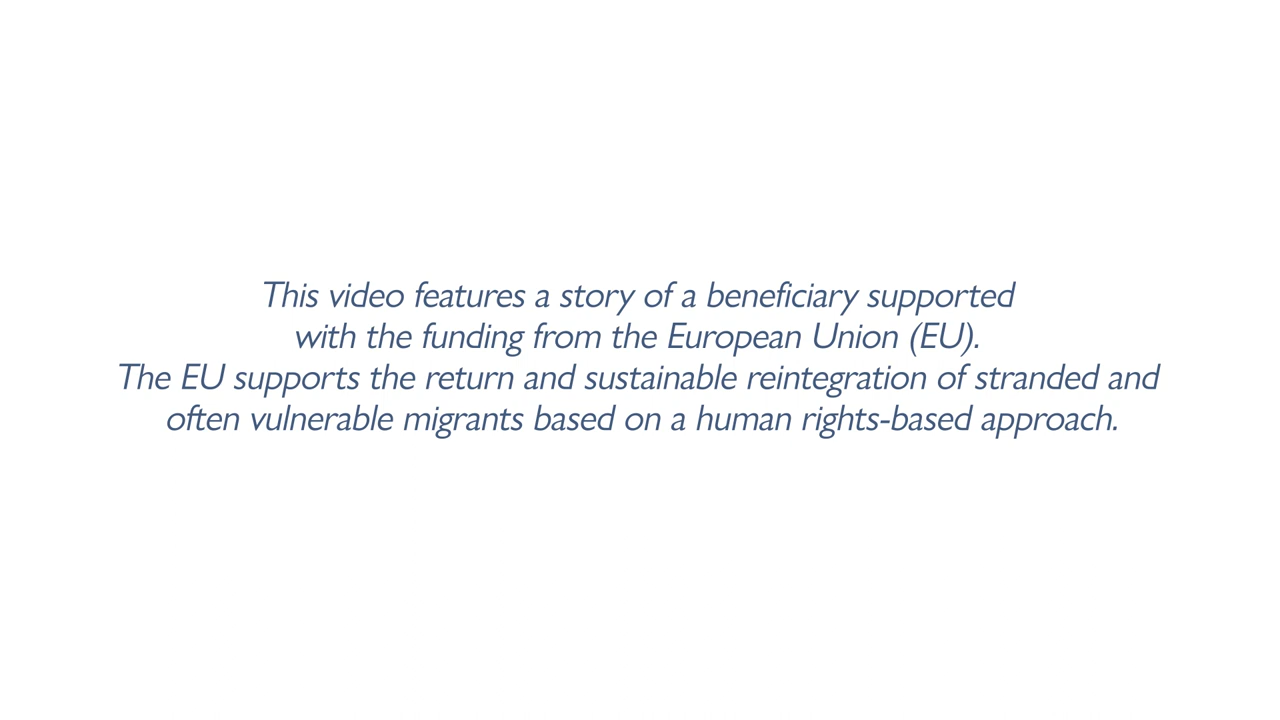 This video features a story of a beneficiary supported
with the funding from the European Union (EU).
The EU supports the return and sustainable reintegration of stranded and
often vulnerable migrants based on a human rights-based approach.